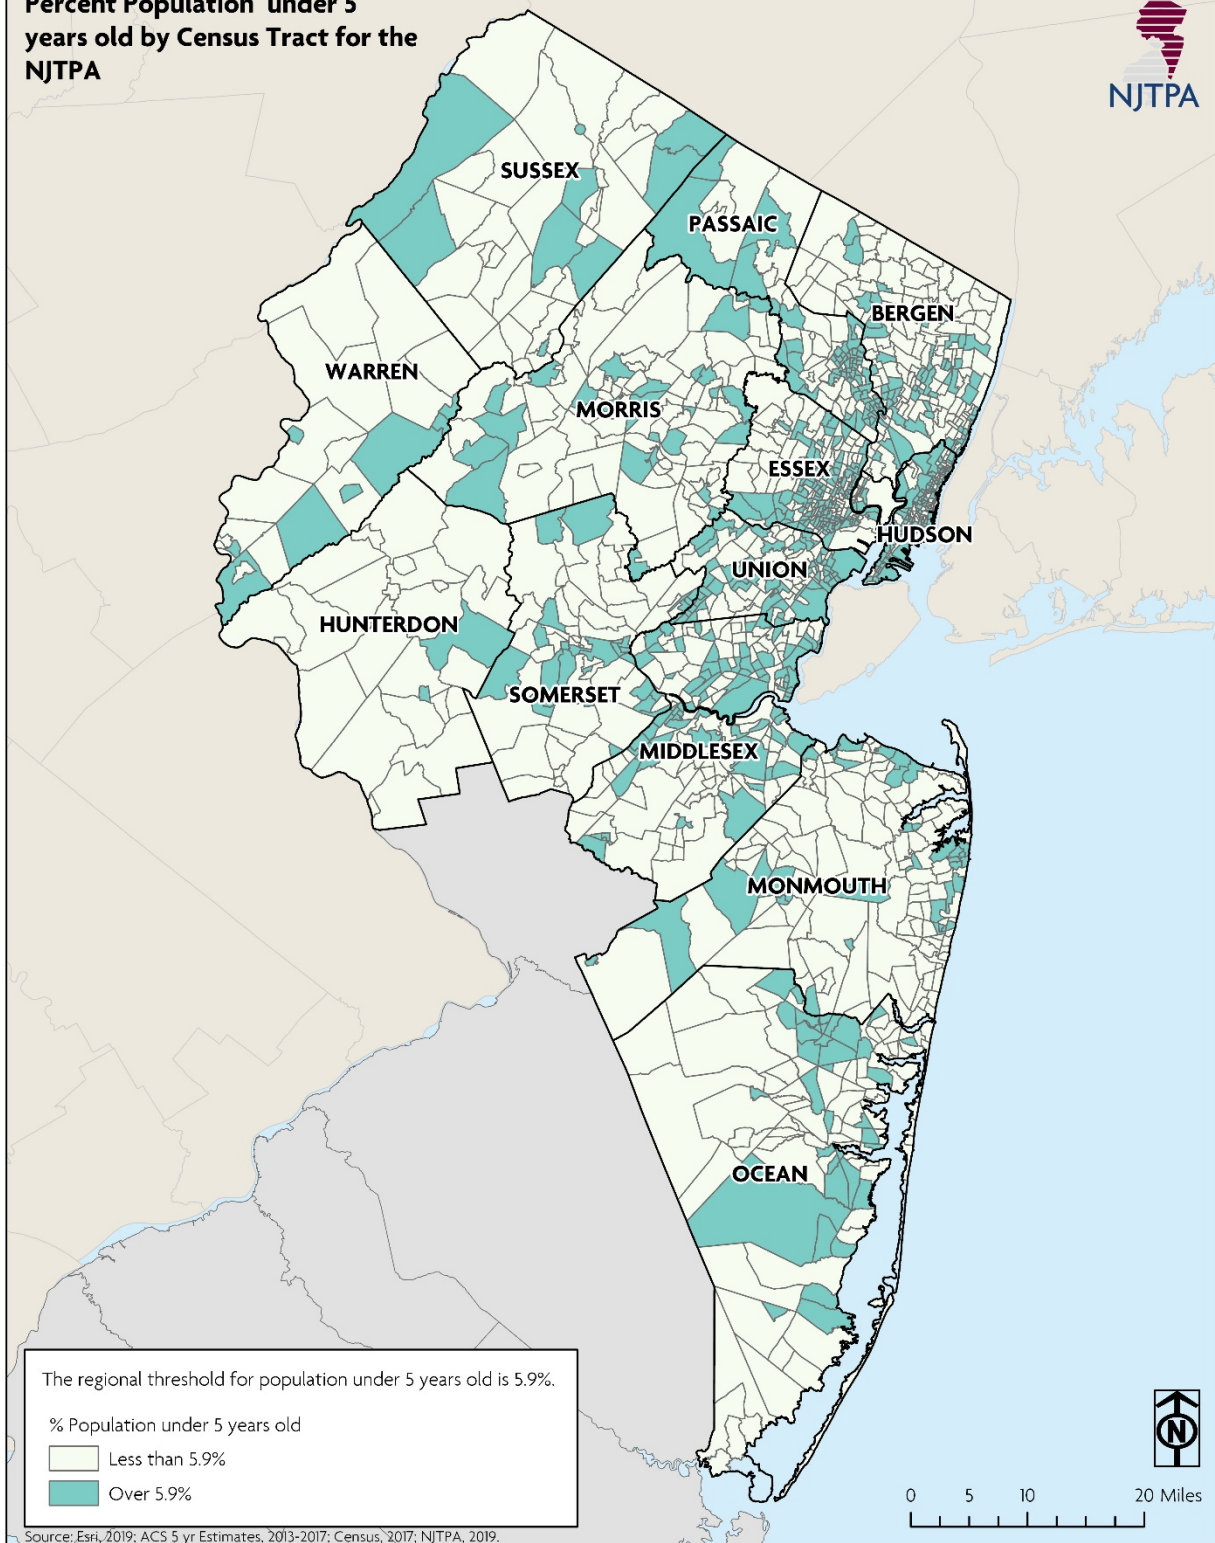 Percent Population under 5
years old by Census Tract for the
NJTPA
NJTPA
SUSSEX
PASSAIC
BERGEN
WARREN
MORRIS
ESSEX
HUDSON
UNION
HUNTERDON
SOMERSET
MIDDLESEX
MONMOUTH
OCEAN
The regional threshold for population under 5 years old is 5.9%.
% Population under 5 years old
Less than 5.9%
Over 5.9%
N
0 5 10 20 Miles
Source: Esri, 2019; ACS 5 yr Estimates, 2013-2017; Census, 2017; NJTPA, 2019.